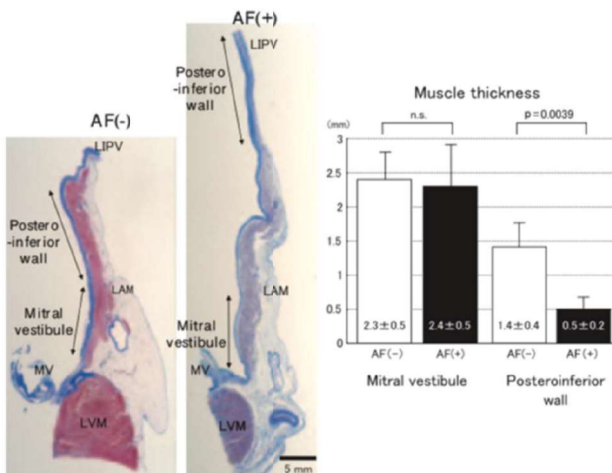 AF(-)
LIPV
Postero
-inferior
wall
Mitral
vestibule
LAM
MV
LVM
AF(+)
LIPV
Postero
-inferior
wall
LAM
Mitral
vestibule
MV
LVM
5 mm
Muscle thickness
(mm)
n.s.
p=0.0039
3
2.5
2
1.5
1
0.5
0
2.3±0.5
2.4±0.5
1.4±0.4
0.5±0.2
AF(-)
AF(+)
AF(-)
AF(+)
Mitral vestibule
Posteroinferior
wall